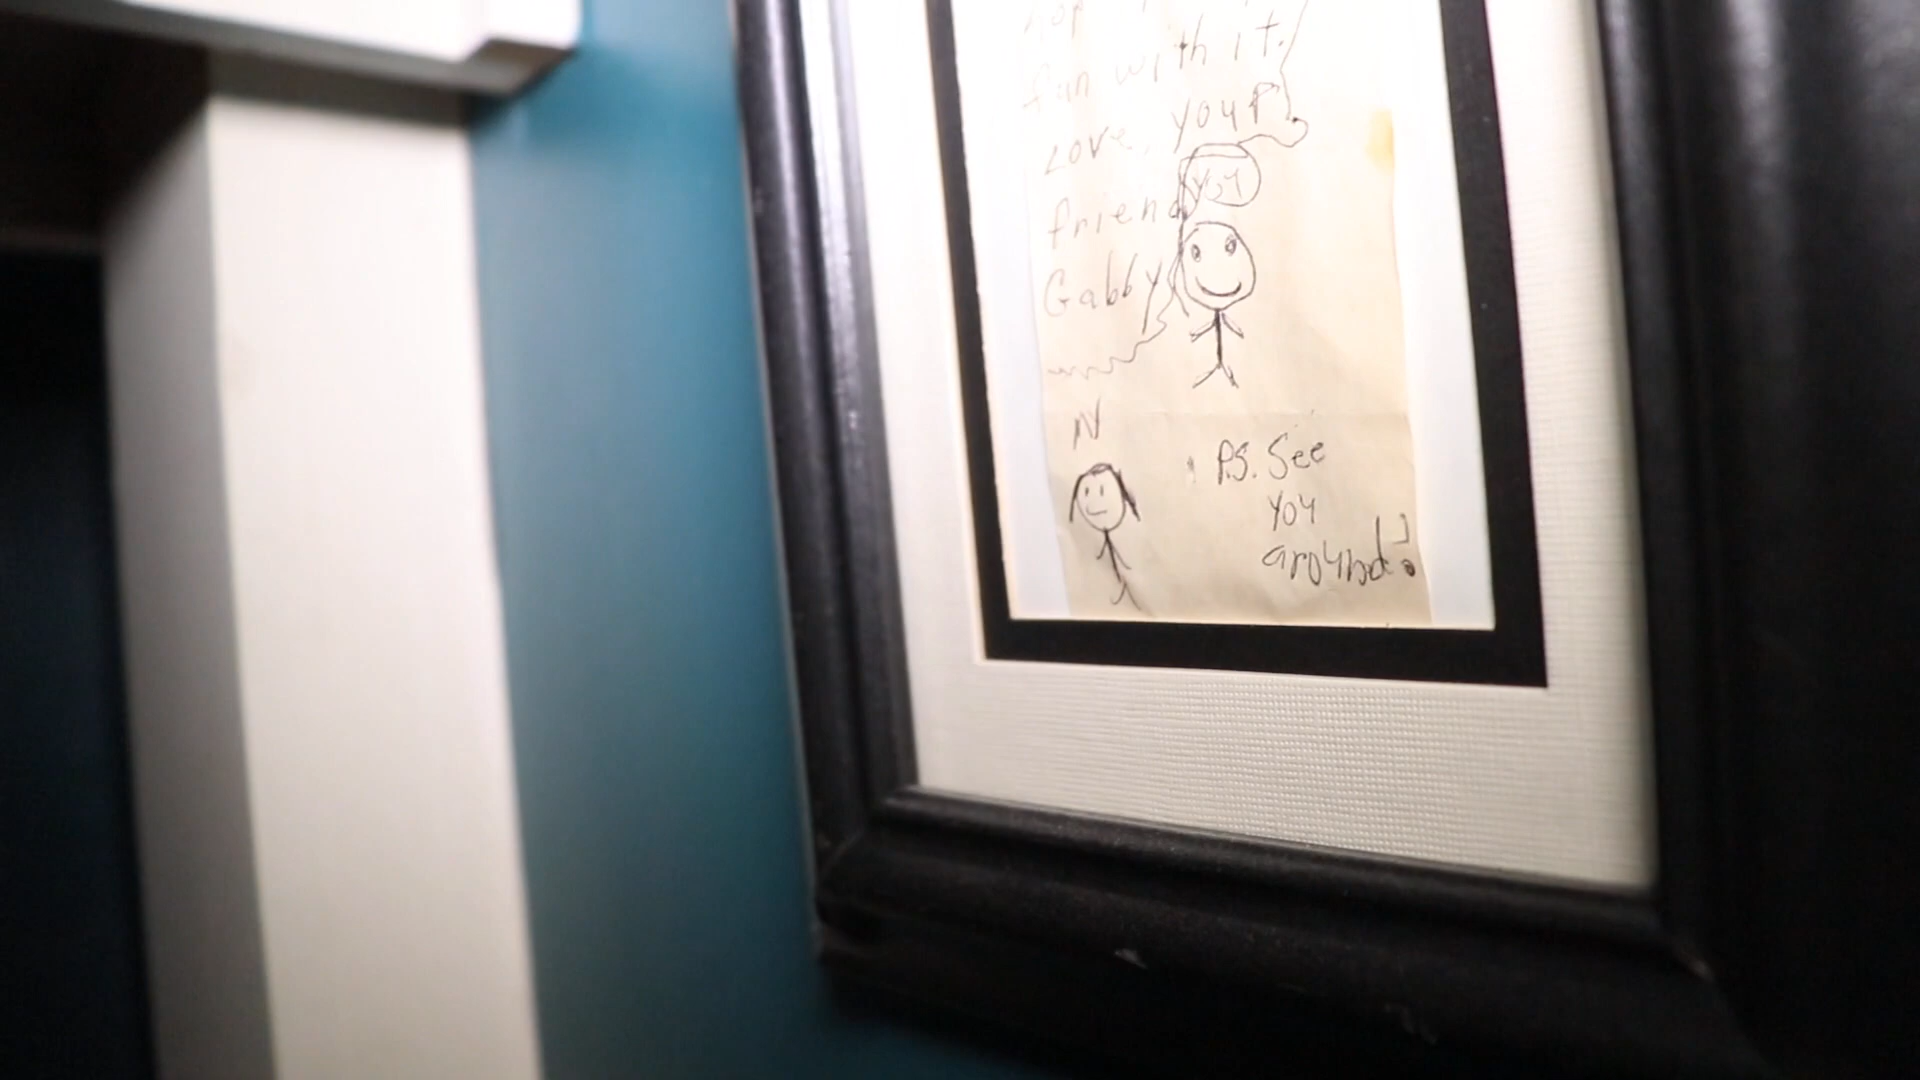 fun with it.
Love, your
friend
You
Gabby
P.S. See
you
around!